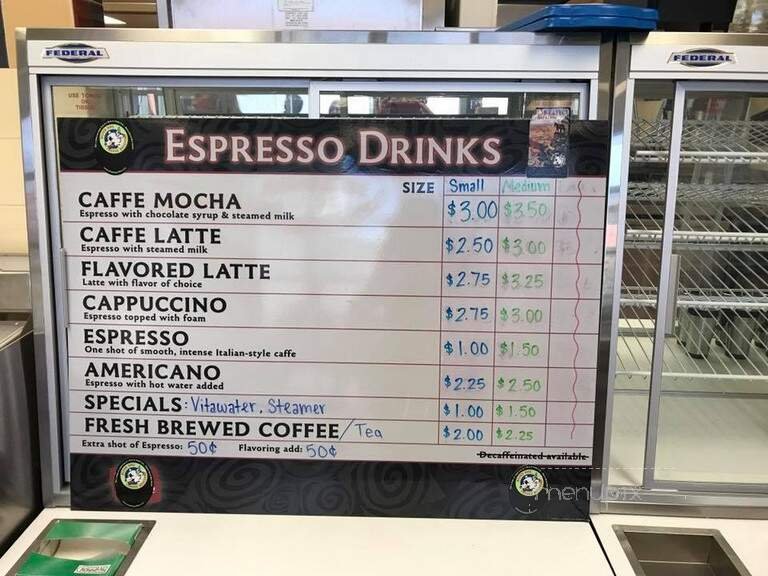 FEDERAL
FEDERAL
ESPRESSO DRINKS
SIZE Small Medium
CAFFE MOCHA $3.00 $3.50
Espresso with chocolate syrup & steamed milk
CAFFE LATTE $2.50 $3.00
Espresso with steamed milk
FLAVORED LATTE $2.75 $3.25
Latte with flavor of choice
CAPPUCCINO $2.75 $3.00
Espresso topped with foam
ESPRESSO $1.00 $1.50
One shot of smooth, intense Italian-style caffe
AMERICANO $2.25 $2.50
Espresso with hot water added
SPECIALS: Vitawater, Steamer $1.00 $1.50
FRESH BREWED COFFEE/Tea $2.00 $2.25
Extra shot of Espresso: 50¢ Flavoring add: 50¢ Decaffeinated available
menupix